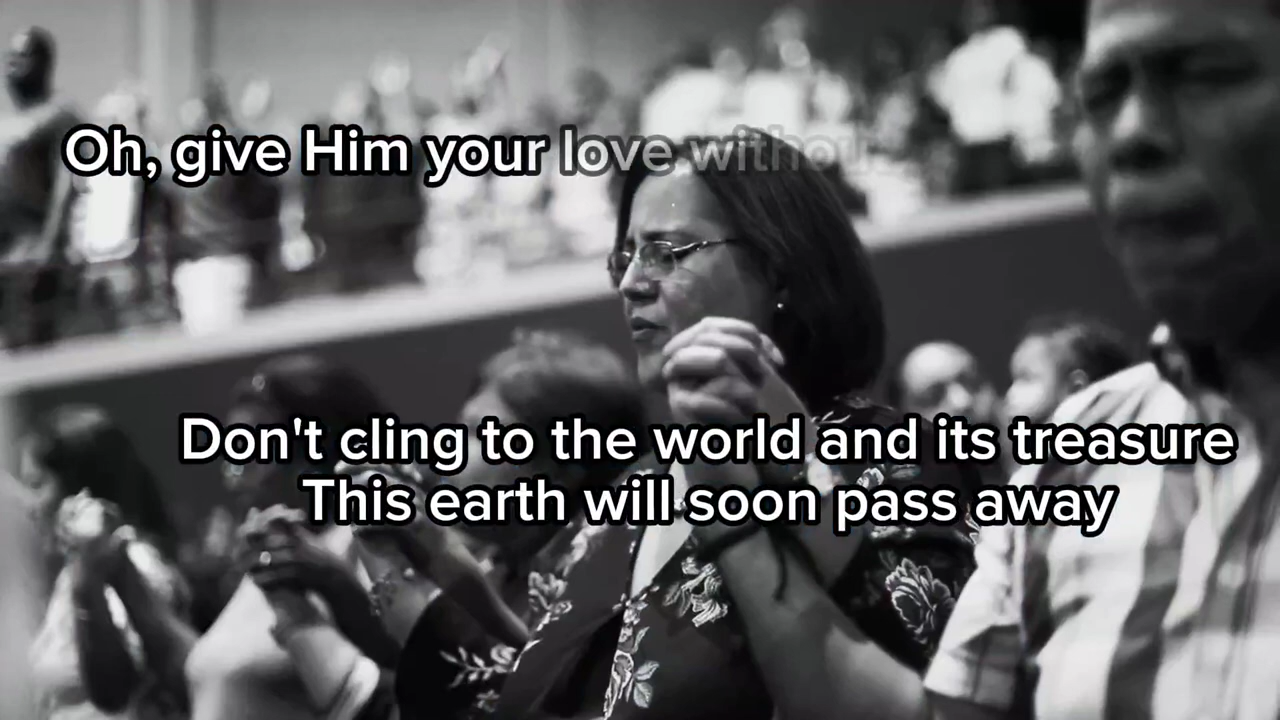 Oh, give Him your love
Don't cling to the world and its treasure
This earth will soon pass away